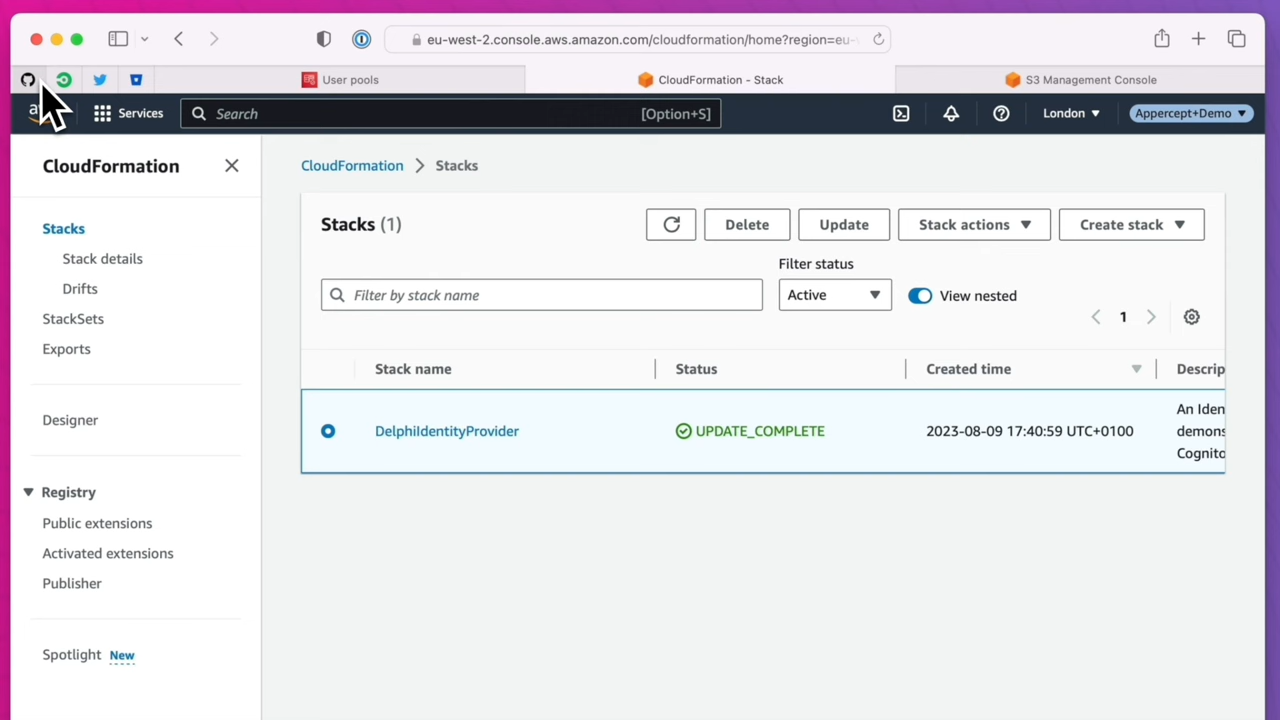 eu-west-2.console.aws.amazon.com/cloudformation/home?region=eu-
User pools
CloudFormation - Stack
S3 Management Console
Services
Search
[Option+S]
London
Appercept+Demo
CloudFormation
Stacks
Stack details
Drifts
StackSets
Exports
Designer
Registry
Public extensions
Activated extensions
Publisher
Spotlight New
CloudFormation
Stacks
Stacks (1)
Delete
Update
Stack actions
Create stack
Filter status
Filter by stack name
Active
View nested
1
Stack name
Status
Created time
Descrip
DelphiIdentityProvider
UPDATE_COMPLETE
2023-08-09 17:40:59 UTC+0100
An Iden
demons
Cognito